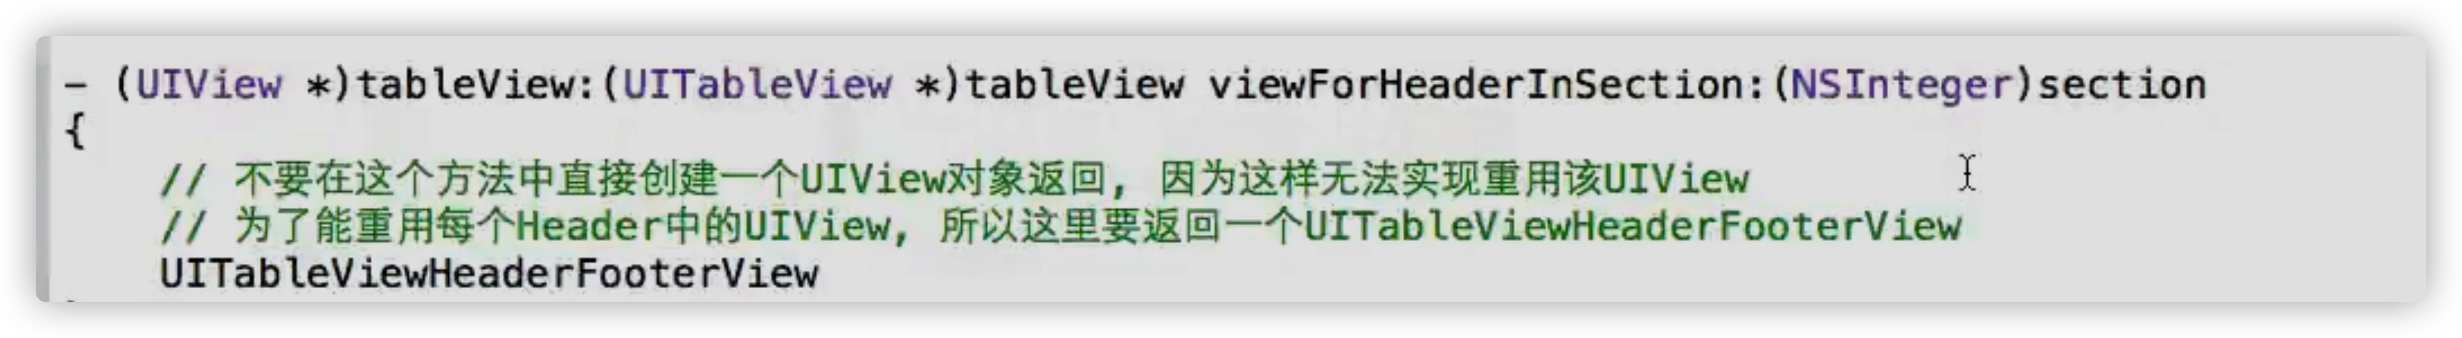 - (UIView *)tableView:(UITableView *)tableView viewForHeaderInSection:(NSInteger)section
{
// 不要在这个方法中直接创建一个UIView对象返回, 因为这样无法实现重用该UIView
// 为了能重用每个Header中的UIView, 所以这里要返回一个UITableViewHeaderFooterView
UITableViewHeaderFooterView